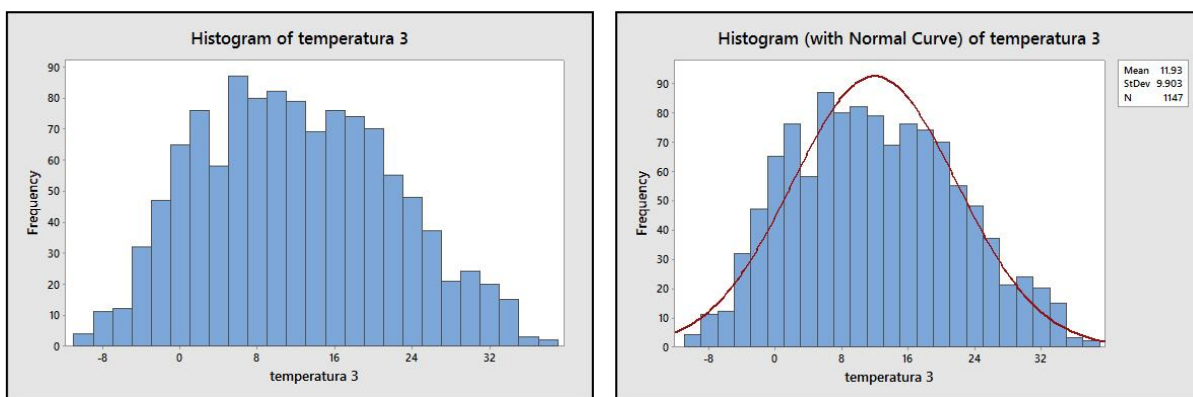 Histogram of temperatura 3
90
80
70
60
50
40
30
20
10
0
Frequency
-8 0 8 16 24 32
temperatura 3
Histogram (with Normal Curve) of temperatura 3
Mean 11.93
StDev 9.903
N 1147
90
80
70
60
50
40
30
20
10
0
Frequency
-8 0 8 16 24 32
temperatura 3